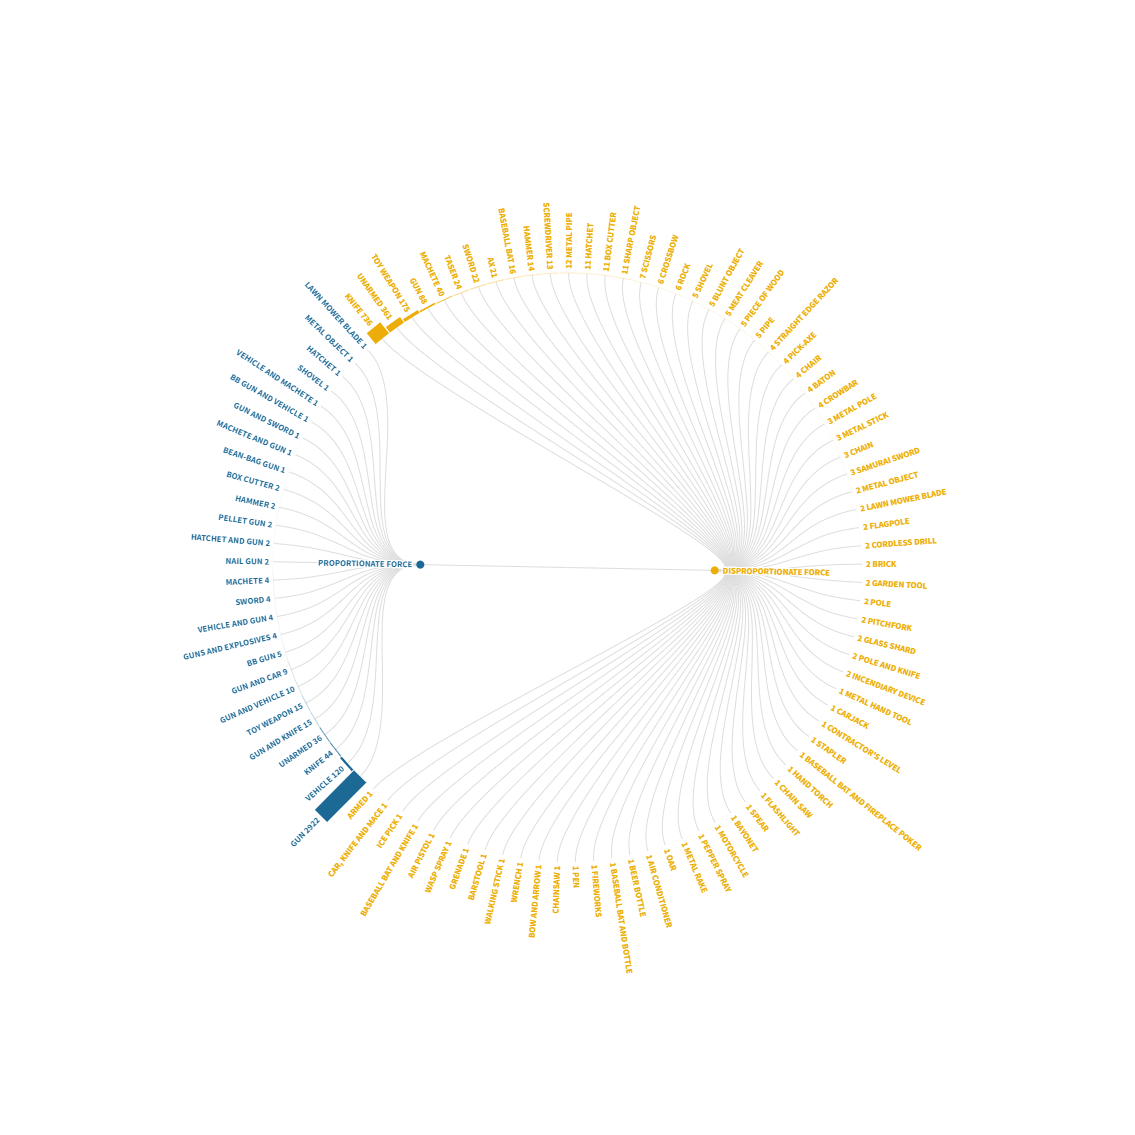 PROPORTIONATE FORCE
LAWN MOWER BLADE 1
METAL OBJECT 1
HATCHET 1
SHOVEL 1
VEHICLE AND MACHETE 1
BB GUN AND VEHICLE 1
GUN AND SWORD 1
MACHETE AND GUN 1
BEAN-BAG GUN 1
BOX CUTTER 2
HAMMER 2
PELLET GUN 2
HATCHET AND GUN 2
NAIL GUN 2
MACHETE 4
SWORD 4
VEHICLE AND GUN 4
GUNS AND EXPLOSIVES 4
BB GUN 5
GUN AND CAR 9
GUN AND VEHICLE 10
TOY WEAPON 15
GUN AND KNIFE 15
UNARMED 36
KNIFE 44
VEHICLE 120
GUN 2922
DISPROPORTIONATE FORCE
KNIFE 736
UNARMED 361
TOY WEAPON 175
GUN 86
MACHETE 40
TASER 24
SWORD 22
AX 21
BASEBALL BAT 16
HAMMER 14
SCREWDRIVER 13
12 METAL PIPE
11 HATCHET
11 BOX CUTTER
11 SHARP OBJECT
7 SCISSORS
6 CROSSBOW
6 ROCK
5 SHOVEL
5 BLUNT OBJECT
5 MEAT CLEAVER
5 PIECE OF WOOD
5 PIPE
4 STRAIGHT EDGE RAZOR
4 PICK-AXE
4 CHAIR
4 BATON
4 CROWBAR
3 METAL POLE
3 METAL STICK
3 CHAIN
3 SAMURAI SWORD
2 METAL OBJECT
2 LAWN MOWER BLADE
2 FLAGPOLE
2 CORDLESS DRILL
2 BRICK
2 GARDEN TOOL
2 POLE
2 PITCHFORK
2 GLASS SHARD
2 POLE AND KNIFE
2 INCENDIARY DEVICE
1 METAL HAND TOOL
1 CARJACK
1 CONTRACTOR'S LEVEL
1 STAPLER
1 BASEBALL BAT AND FIREPLACE POKER
1 HAND TORCH
1 CHAIN SAW
1 FLASHLIGHT
1 SPEAR
1 BAYONET
1 MOTORCYCLE
1 PEPPER SPRAY
1 METAL RAKE
1 OAR
1 AIR CONDITIONER
1 BEER BOTTLE
1 BASEBALL BAT AND BOTTLE
1 FIREWORKS
1 PEN
CHAINSAW 1
BOW AND ARROW 1
WRENCH 1
WALKING STICK 1
BARSTOOL 1
GRENADE 1
WASP SPRAY 1
AIR PISTOL 1
BASEBALL BAT AND KNIFE 1
ICE PICK 1
CAR, KNIFE AND MACE 1
ARMED 1